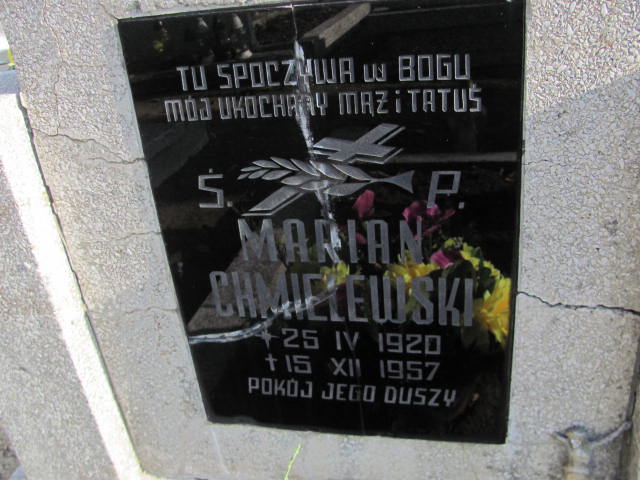 TU SPOCZYWA W BOGU
MÓJ UKOCHANY MĄŻ i TATUŚ
Ś. P.
MARIAN
CHMIELEWSKI
* 25 IV 1920
† 15 XII 1957
POKÓJ JEGO DUSZY